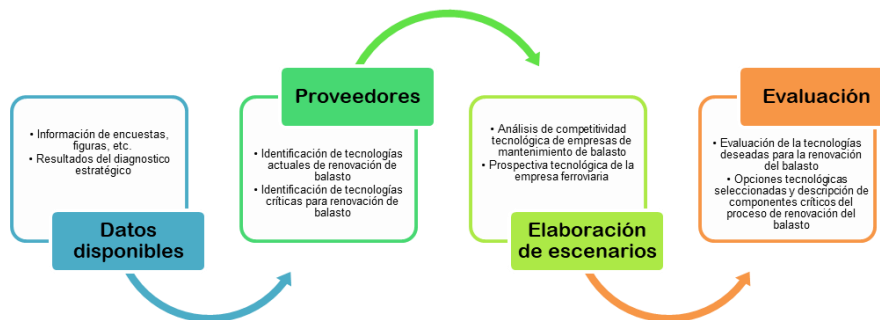 • Información de encuestas,
figuras, etc.
• Resultados del diagnostico
estratégico
Datos
disponibles
Proveedores
• Identificación de tecnologías
actuales de renovación de
balasto
• Identificación de tecnologías
críticas para renovación de
balasto
• Análisis de competitividad
tecnológica de empresas de
mantenimiento de balasto
• Prospectiva tecnológica de la
empresa ferroviaria
Elaboración
de escenarios
Evaluación
• Evaluación de la tecnologías
deseadas para la renovación del
balasto
• Opciones tecnológicas
seleccionadas y descripción de
componentes críticos del
proceso de renovación del
balasto